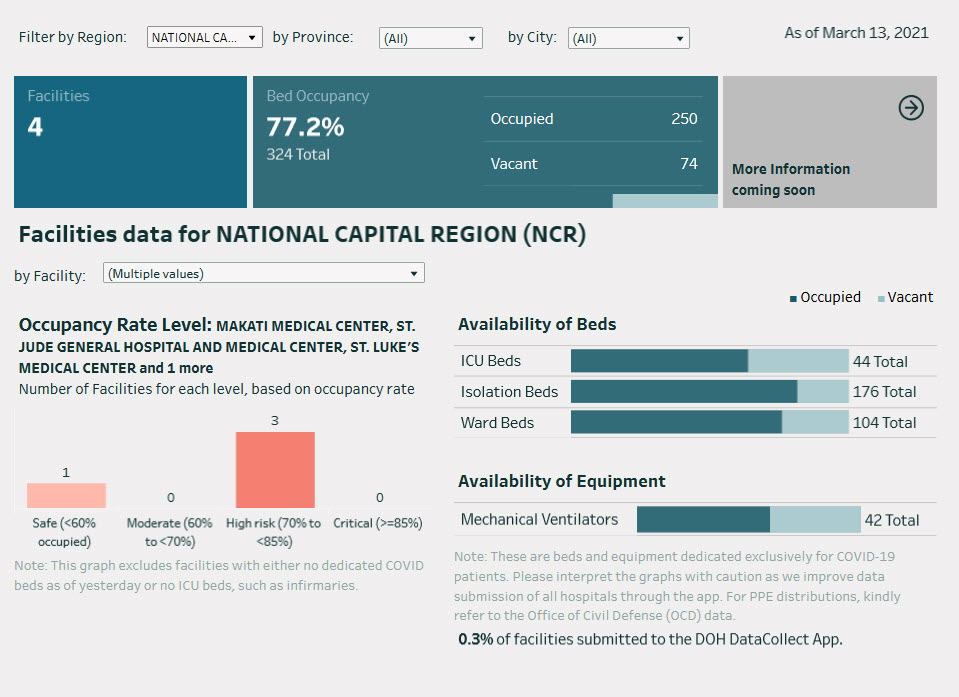 Filter by Region: NATIONAL CA... by Province: (All) by City: (All) As of March 13, 2021
Facilities
4
Bed Occupancy
77.2%
324 Total
Occupied 250
Vacant 74
More Information
coming soon
Facilities data for NATIONAL CAPITAL REGION (NCR)
by Facility: (Multiple values)
Occupied Vacant
Occupancy Rate Level: MAKATI MEDICAL CENTER, ST.
JUDE GENERAL HOSPITAL AND MEDICAL CENTER, ST. LUKE'S
MEDICAL CENTER and 1 more
Number of Facilities for each level, based on occupancy rate
1 0 3 0
Safe (<60% Moderate (60% High risk (70% to Critical (>=85%)
occupied) to <70%) <85%)
Note: This graph excludes facilities with either no dedicated COVID
beds as of yesterday or no ICU beds, such as infirmaries.
Availability of Beds
ICU Beds 44 Total
Isolation Beds 176 Total
Ward Beds 104 Total
Availability of Equipment
Mechanical Ventilators 42 Total
Note: These are beds and equipment dedicated exclusively for COVID-19
patients. Please interpret the graphs with caution as we improve data
submission of all hospitals through the app. For PPE distributions, kindly
refer to the Office of Civil Defense (OCD) data.
0.3% of facilities submitted to the DOH DataCollect App.